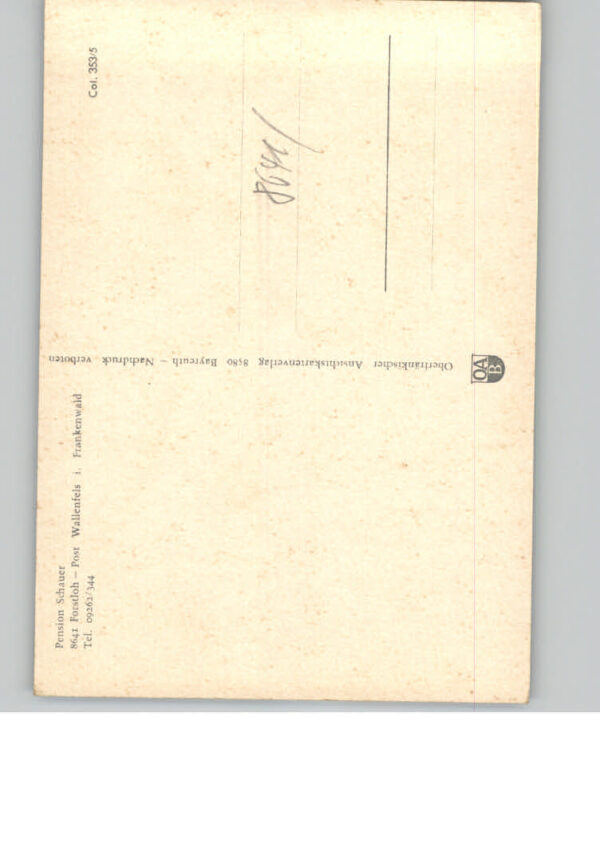 Pension Schauer
8641 Forstloh – Post Wallenfels i. Frankenwald
Tel. 09262/344
Oberfränkischer Ansichtskartenverlag 8580 Bayreuth – Nachdruck verboten
OA
B
Col. 353/5
8641/